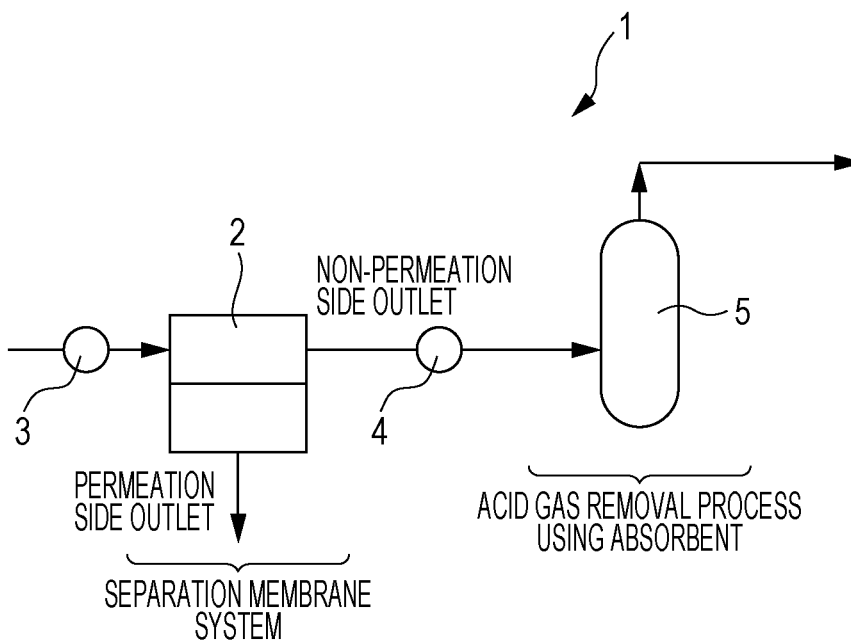 1
2
NON-PERMEATION
SIDE OUTLET
5
3
4
PERMEATION
SIDE OUTLET
ACID GAS REMOVAL PROCESS
USING ABSORBENT
SEPARATION MEMBRANE
SYSTEM